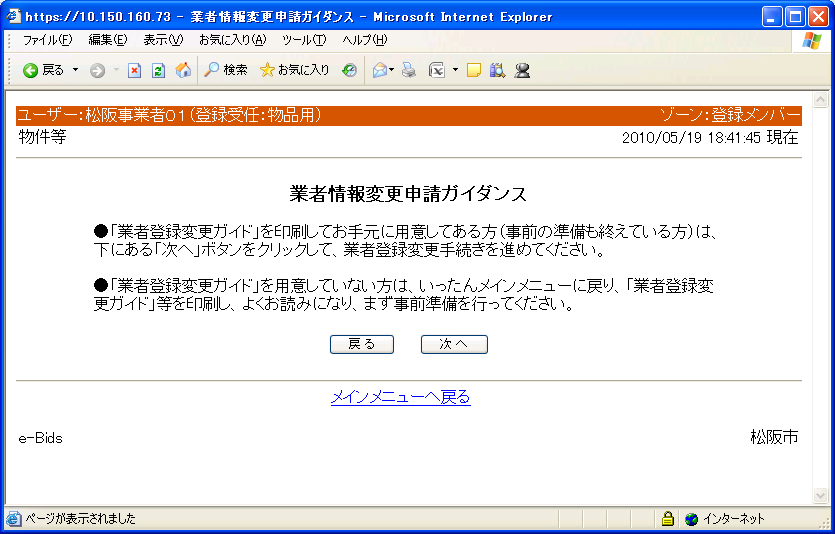 https://10.150.160.73 - 業者情報変更申請ガイダンス - Microsoft Internet Explorer
ファイル(F) 編集(E) 表示(V) お気に入り(A) ツール(T) ヘルプ(H)
戻る 検索 お気に入り
ユーザー:松阪事業者01(登録受任:物品用) ゾーン:登録メンバー
物件等 2010/05/19 18:41:45 現在
業者情報変更申請ガイダンス
●「業者登録変更ガイド」を印刷してお手元に用意してある方(事前の準備も終えている方)は、
下にある「次へ」ボタンをクリックして、業者登録変更手続きを進めてください。
●「業者登録変更ガイド」を用意していない方は、いったんメインメニューに戻り、「業者登録変
更ガイド」等を印刷し、よくお読みになり、まず事前準備を行ってください。
戻る 次へ
メインメニューへ戻る
e-Bids 松阪市
ページが表示されました インターネット